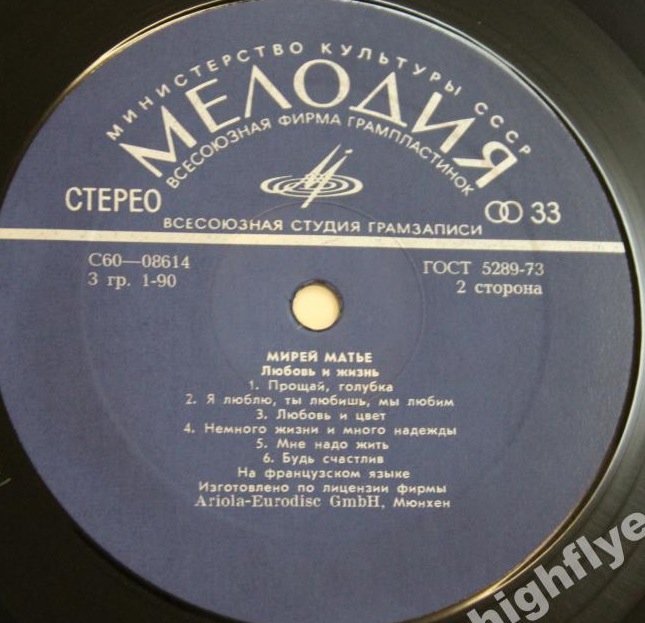 МИНИСТЕРСТВО КУЛЬТУРЫ СССР
МЕЛОДИЯ
ВСЕСОЮЗНАЯ ФИРМА ГРАМПЛАСТИНОК
СТЕРЕО
33
ВСЕСОЮЗНАЯ СТУДИЯ ГРАМЗАПИСИ
С60—08614
ГОСТ 5289-73
3 гр. 1-90
2 сторона
МИРЕЙ МАТЬЕ
Любовь и жизнь
1. Прощай, голубка
2. Я люблю, ты любишь, мы любим
3. Любовь и цвет
4. Немного жизни и много надежды
5. Мне надо жить
6. Будь счастлив
На французском языке
Изготовлено по лицензии фирмы
Ariola-Eurodisc GmbH, Мюнхен
highflye